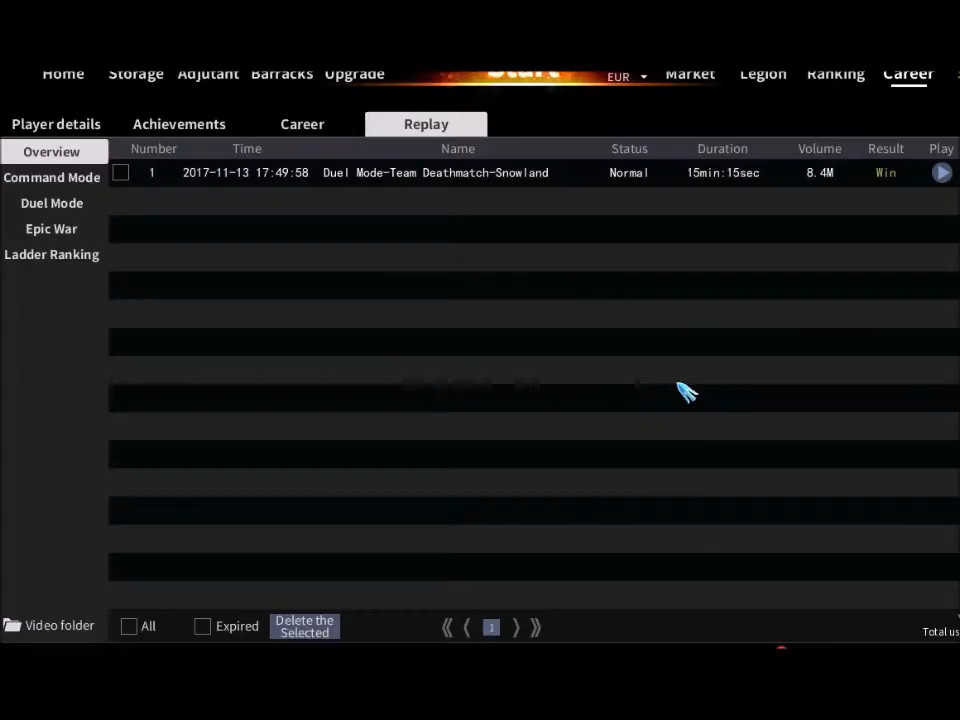 Home Storage Adjutant Barracks Upgrade Start EUR Market Legion Ranking Career
Player details Achievements Career Replay
Overview Number Time Name Status Duration Volume Result Play
1 2017-11-13 17:49:58 Duel Mode-Team Deathmatch-Snowland Normal 15min:15sec 8.4M Win
Command Mode
Duel Mode
Epic War
Ladder Ranking
Video folder All Expired Delete the
Selected
1
Total us